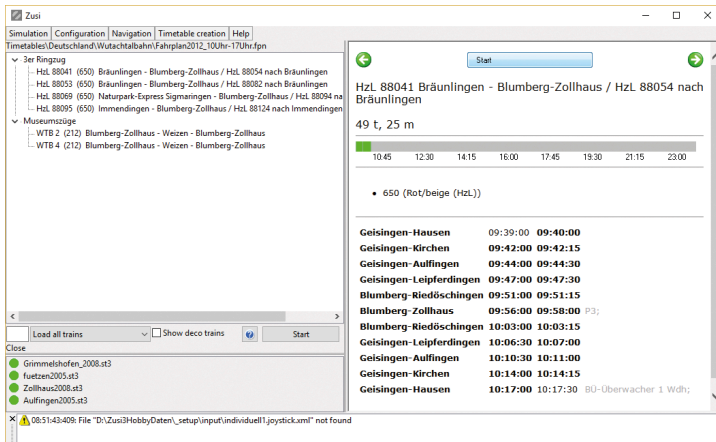 Zusi
Simulation Configuration Navigation Timetable creation Help
Timetables\Deutschland\Wutachtalbahn\Fahrplan2012_10Uhr-17Uhr.fpn
3er Ringzug
HzL 88041 (650) Bräunlingen - Blumberg-Zollhaus / HzL 88054 nach Bräunlingen
HzL 88053 (650) Bräunlingen - Blumberg-Zollhaus / HzL 88082 nach Bräunlingen
HzL 88069 (650) Naturpark-Express Sigmaringen - Blumberg-Zollhaus / HzL 88094 na
HzL 88095 (650) Immendingen - Blumberg-Zollhaus / HzL 88124 nach Immendingen
Museumszüge
WTB 2 (212) Blumberg-Zollhaus - Weizen - Blumberg-Zollhaus
WTB 4 (212) Blumberg-Zollhaus - Weizen - Blumberg-Zollhaus
Load all trains Show deco trains ? Start
Close
Grimmelshofen_2008.st3
fuetzen2005.st3
Zollhaus2008.st3
Aulfingen2005.st3
Start
HzL 88041 Bräunlingen - Blumberg-Zollhaus / HzL 88054 nach
Bräunlingen
49 t, 25 m
10:45 12:30 14:15 16:00 17:45 19:30 21:15 23:00
• 650 (Rot/beige (HzL))
Geisingen-Hausen 09:39:00 09:40:00
Geisingen-Kirchen 09:42:00 09:42:15
Geisingen-Aulfingen 09:44:00 09:44:30
Geisingen-Leipferdingen 09:47:00 09:47:30
Blumberg-Riedöschingen 09:51:00 09:51:15
Blumberg-Zollhaus 09:56:00 09:58:00 P3;
Blumberg-Riedöschingen 10:03:00 10:03:15
Geisingen-Leipferdingen 10:06:30 10:07:00
Geisingen-Aulfingen 10:10:30 10:11:00
Geisingen-Kirchen 10:14:00 10:14:15
Geisingen-Hausen 10:17:00 10:17:30 BÜ-Überwacher 1 Wdh;
08:51:43:409: File "D:\Zusi3HobbyDaten\_setup\input\individuell1.joystick.xml" not found